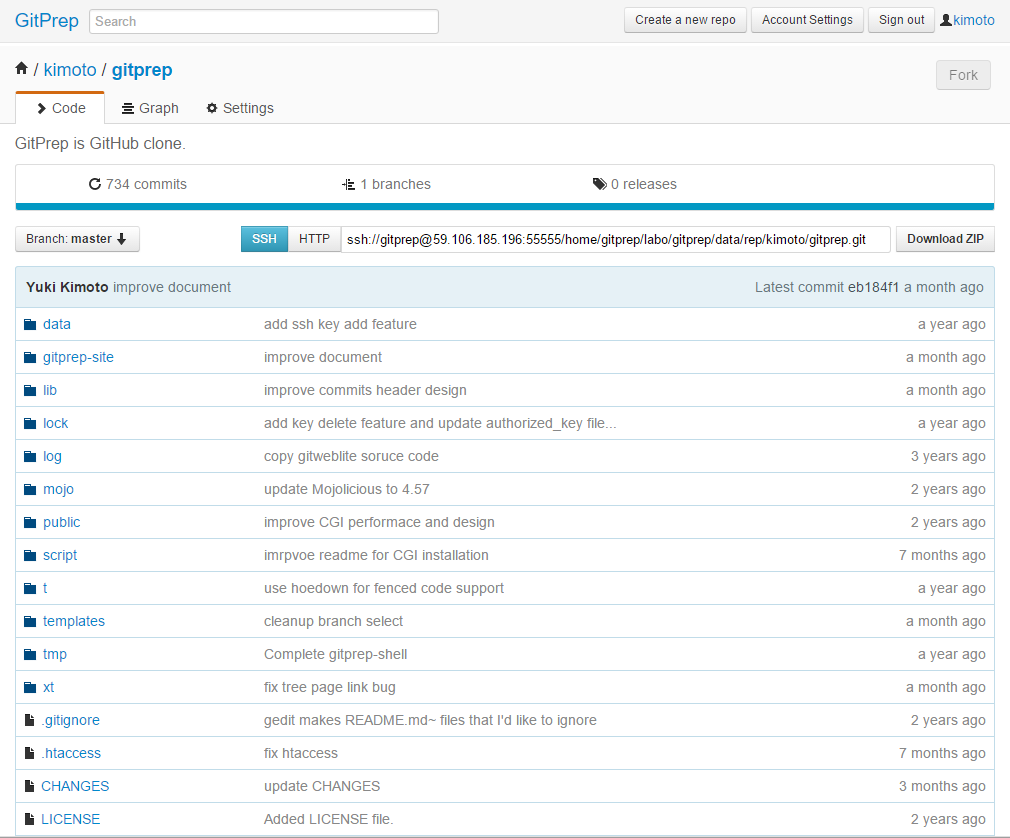 GitPrep Search Create a new repo Account Settings Sign out kimoto
/ kimoto / gitprep Fork
Code Graph Settings
GitPrep is GitHub clone.
734 commits 1 branches 0 releases
Branch: master SSH HTTP ssh://gitprep@59.106.185.196:55555/home/gitprep/labo/gitprep/data/rep/kimoto/gitprep.git Download ZIP
Yuki Kimoto improve document Latest commit eb184f1 a month ago
data add ssh key add feature a year ago
gitprep-site improve document a month ago
lib improve commits header design a month ago
lock add key delete feature and update authorized_key file... a year ago
log copy gitweblite soruce code 3 years ago
mojo update Mojolicious to 4.57 2 years ago
public improve CGI performace and design 2 years ago
script imrpvoe readme for CGI installation 7 months ago
t use hoedown for fenced code support a year ago
templates cleanup branch select a month ago
tmp Complete gitprep-shell a year ago
xt fix tree page link bug a month ago
.gitignore gedit makes README.md~ files that I'd like to ignore 2 years ago
.htaccess fix htaccess 7 months ago
CHANGES update CHANGES 3 months ago
LICENSE Added LICENSE file. 2 years ago